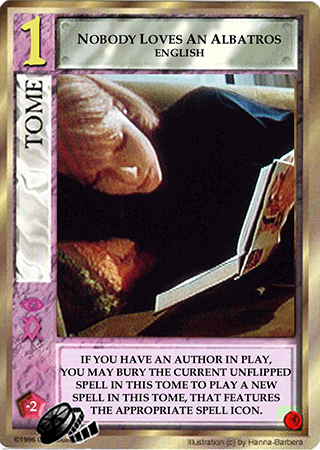 1
NOBODY LOVES AN ALBATROS
ENGLISH
TOME
IF YOU HAVE AN AUTHOR IN PLAY,
YOU MAY BURY THE CURRENT UNFLIPPED
SPELL IN THIS TOME TO PLAY A NEW
SPELL IN THIS TOME, THAT FEATURES
THE APPROPRIATE SPELL ICON.
-2
©1996
Illustration (c) by Hanna-Barbera